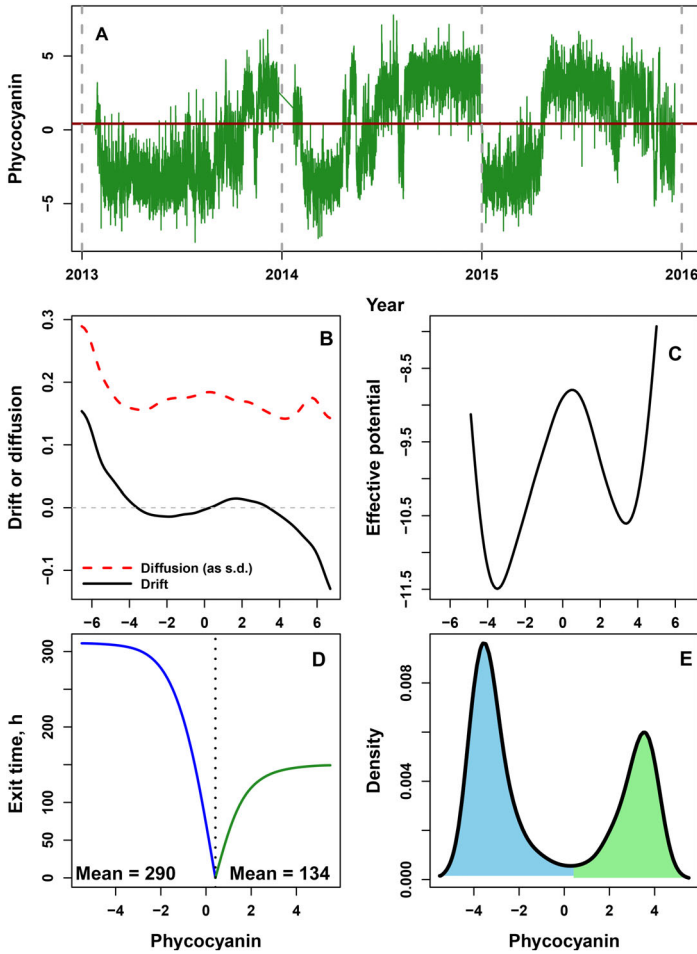 A
Phycocyanin
5
0
−5
2013 2014 2015 2016
Year
B
Drift or diffusion
0.3
0.2
0.1
0.0
−0.1
Diffusion (as s.d.)
Drift
−6 −4 −2 0 2 4 6
C
Effective potential
−8.5
−9.5
−10.5
−11.5
−6 −4 −2 0 2 4 6
D
Exit time, h
300
200
100
50
0
Mean = 290 Mean = 134
−4 −2 0 2 4
Phycocyanin
E
Density
0.008
0.004
0.000
−4 −2 0 2 4
Phycocyanin